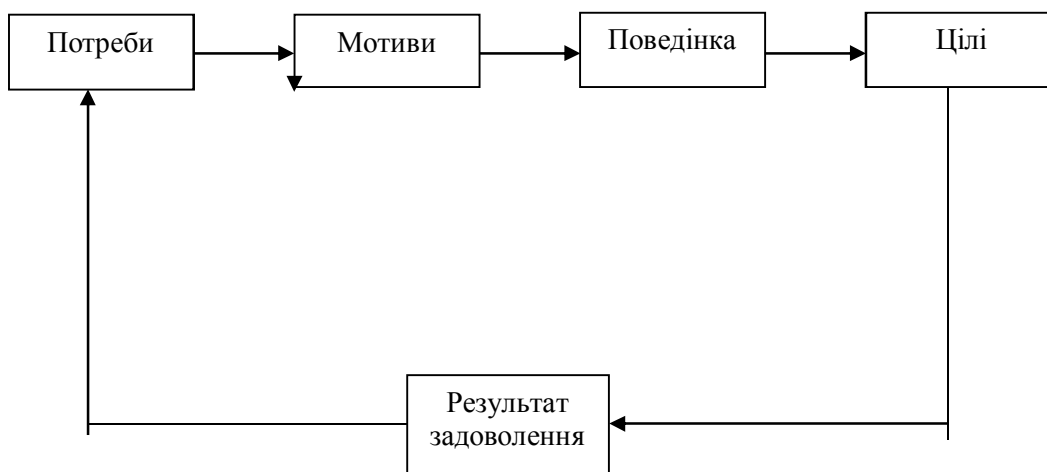 Потреби
Мотиви
Поведінка
Цілі
Результат
задоволення